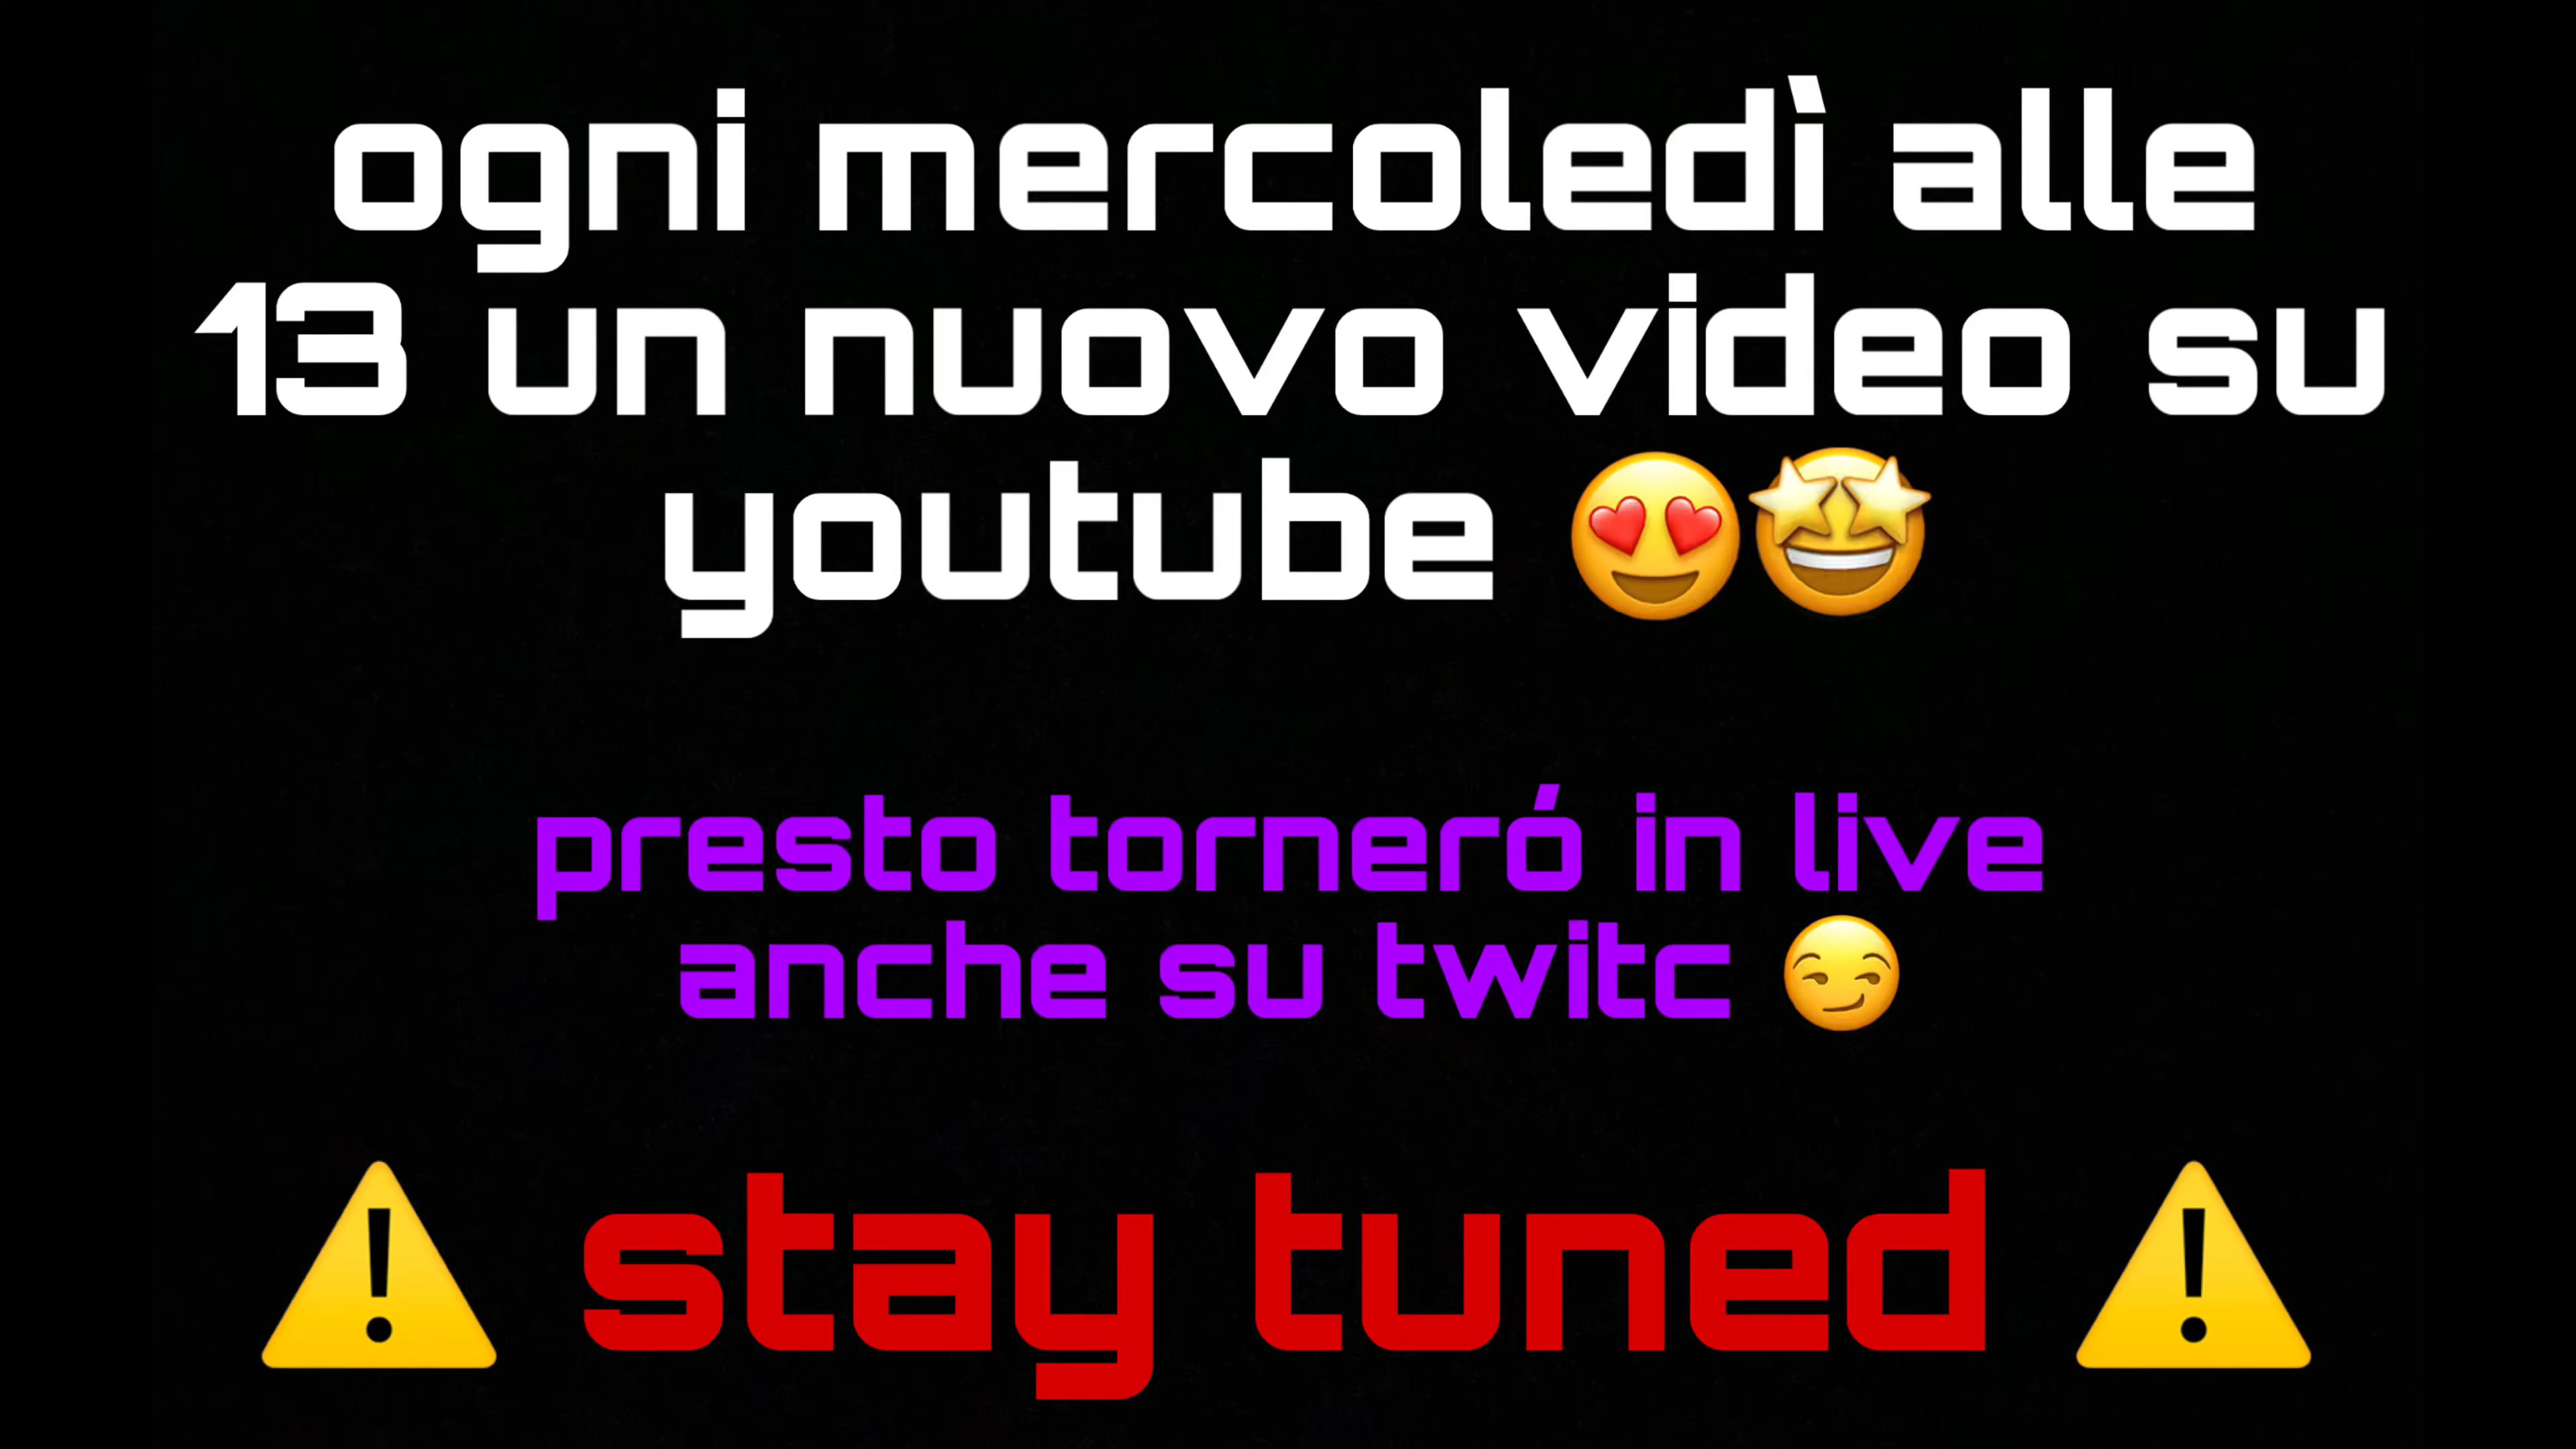 ogni mercoledì alle
13 un nuovo video su
youtube 😍🤩
presto torneró in live
anche su twitc 😏
⚠️ stay tuned ⚠️